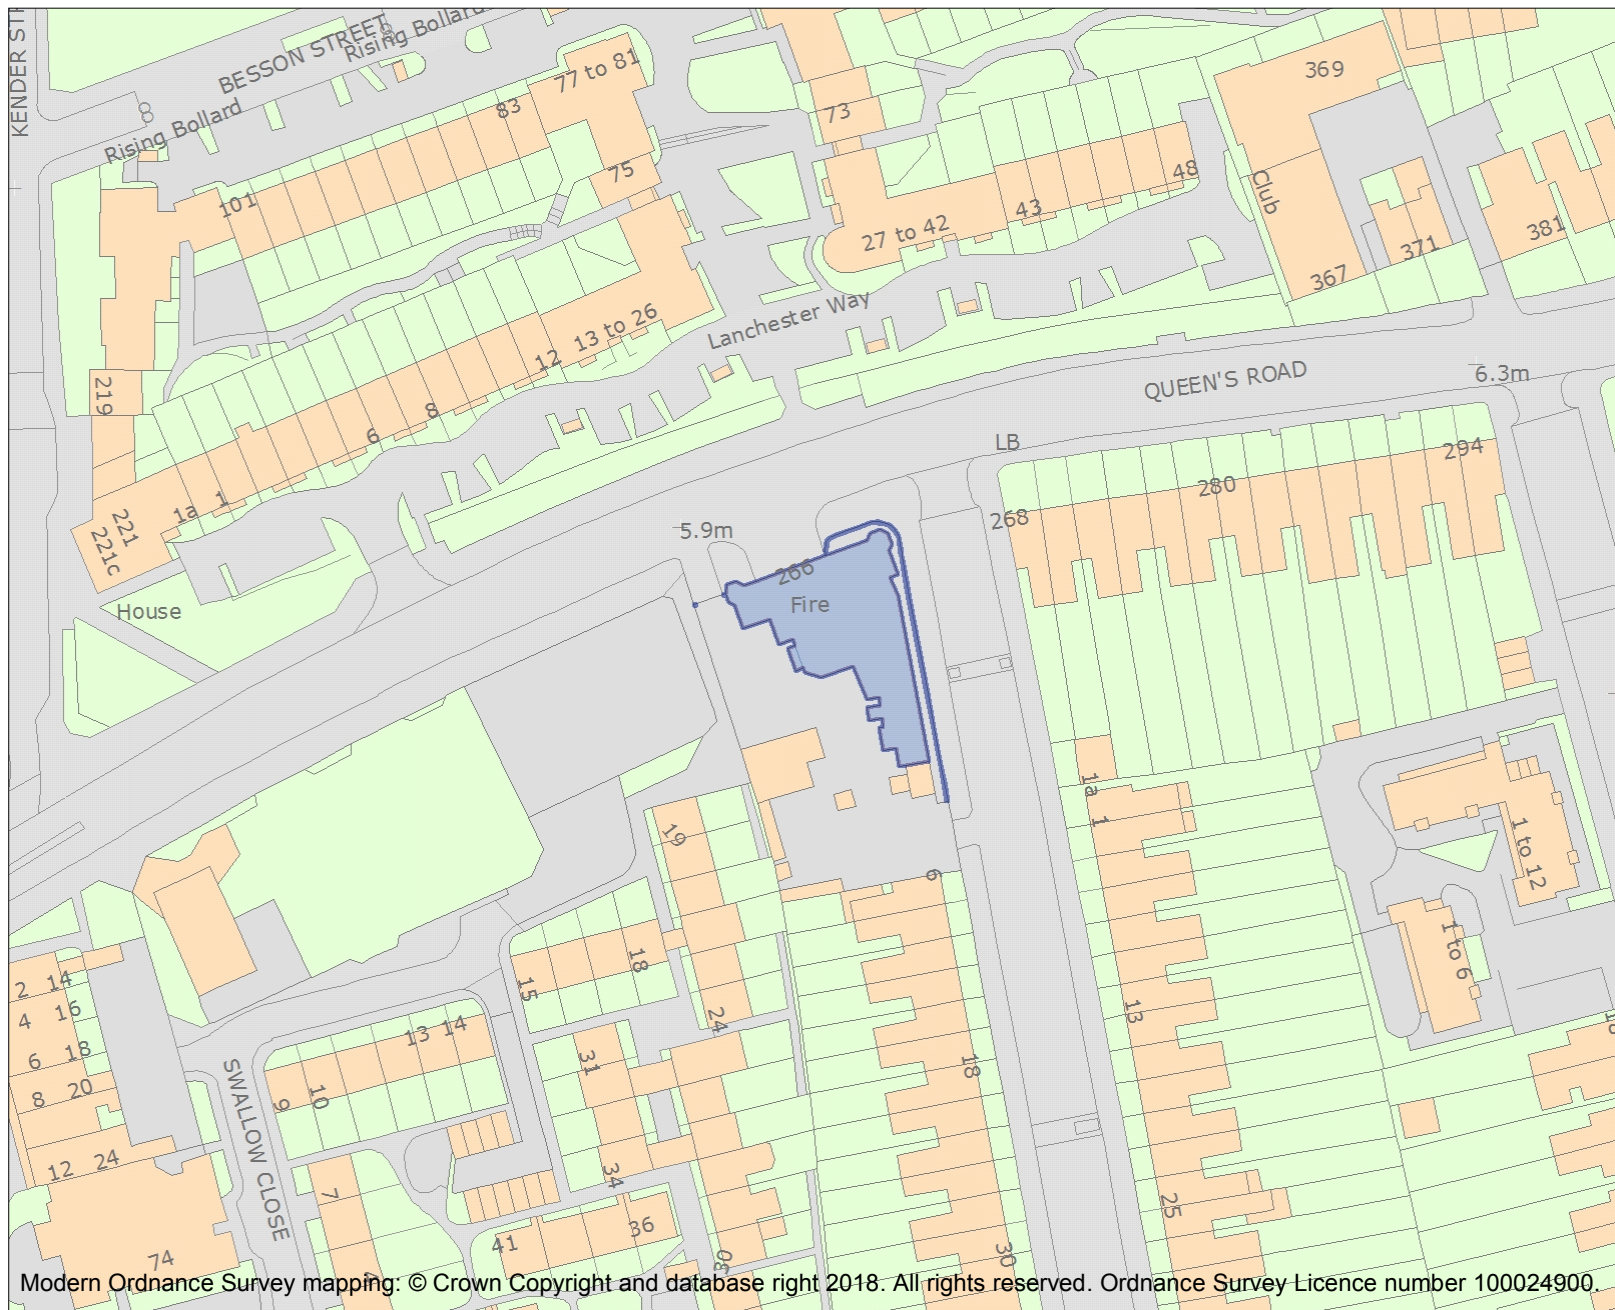 KENDER STR
BESSON STREET
Rising Bollard
Rising Bollard
77 to 81
83
75
101
73
369
Club
48
43
27 to 42
367
371
381
Lanchester Way
13 to 26
12
8
6
1
1a
219
221
221c
House
QUEEN'S ROAD
6.3m
LB
5.9m
266
Fire
268
280
294
1a
1
1 to 12
1 to 6
19
6
18
15
24
13
18
31
13 14
2 14
4 16
6 18
8 20
12 24
9
10
SWALLOW CLOSE
7
34
41
36
25
30
30
74
Modern Ordnance Survey mapping: © Crown Copyright and database right 2018. All rights reserved. Ordnance Survey Licence number 100024900.